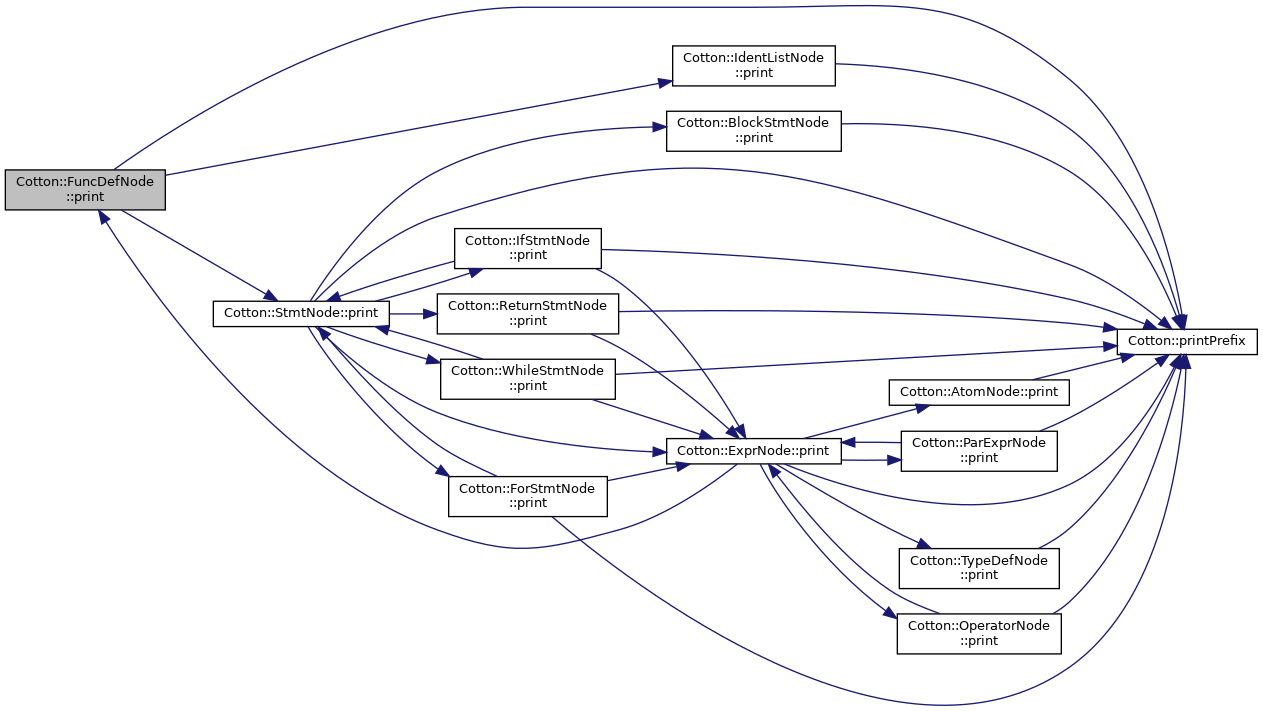 Cotton::IdentListNode
::print
Cotton::BlockStmtNode
::print
Cotton::FuncDefNode
::print
Cotton::IfStmtNode
::print
Cotton::StmtNode::print
Cotton::ReturnStmtNode
::print
Cotton::printPrefix
Cotton::WhileStmtNode
::print
Cotton::AtomNode::print
Cotton::ExprNode::print
Cotton::ParExprNode
::print
Cotton::ForStmtNode
::print
Cotton::TypeDefNode
::print
Cotton::OperatorNode
::print